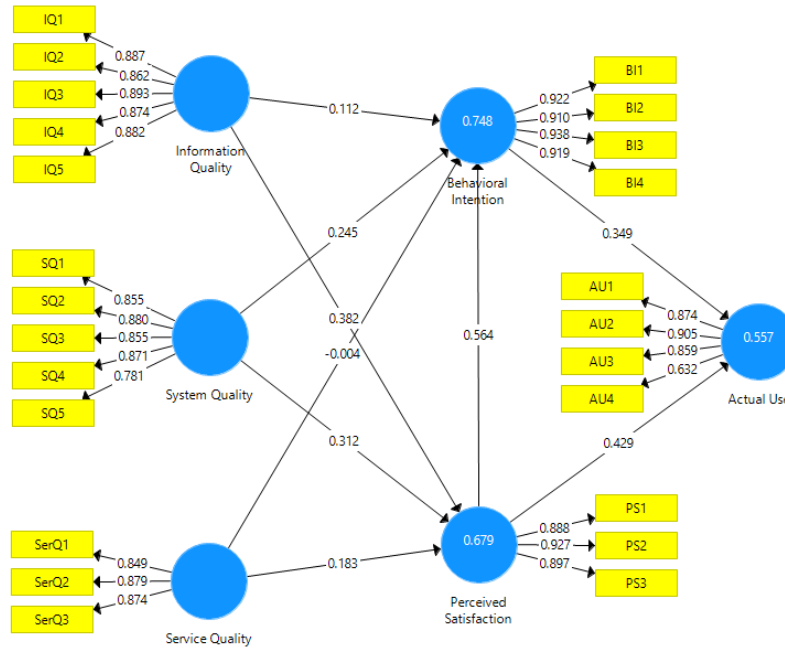 IQ1
IQ2
IQ3
IQ4
IQ5
0.887
0.862
0.893
0.874
0.882
Information
Quality
SQ1
SQ2
SQ3
SQ4
SQ5
0.855
0.880
0.855
0.871
0.781
System Quality
SerQ1
SerQ2
SerQ3
0.849
0.879
0.874
Service Quality
0.112
0.245
0.382
-0.004
0.312
0.183
0.564
0.748
Behavioral
Intention
0.922
0.910
0.938
0.919
BI1
BI2
BI3
BI4
0.349
0.429
AU1
AU2
AU3
AU4
0.874
0.905
0.859
0.632
0.557
Actual Use
0.679
Perceived
Satisfaction
0.888
0.927
0.897
PS1
PS2
PS3